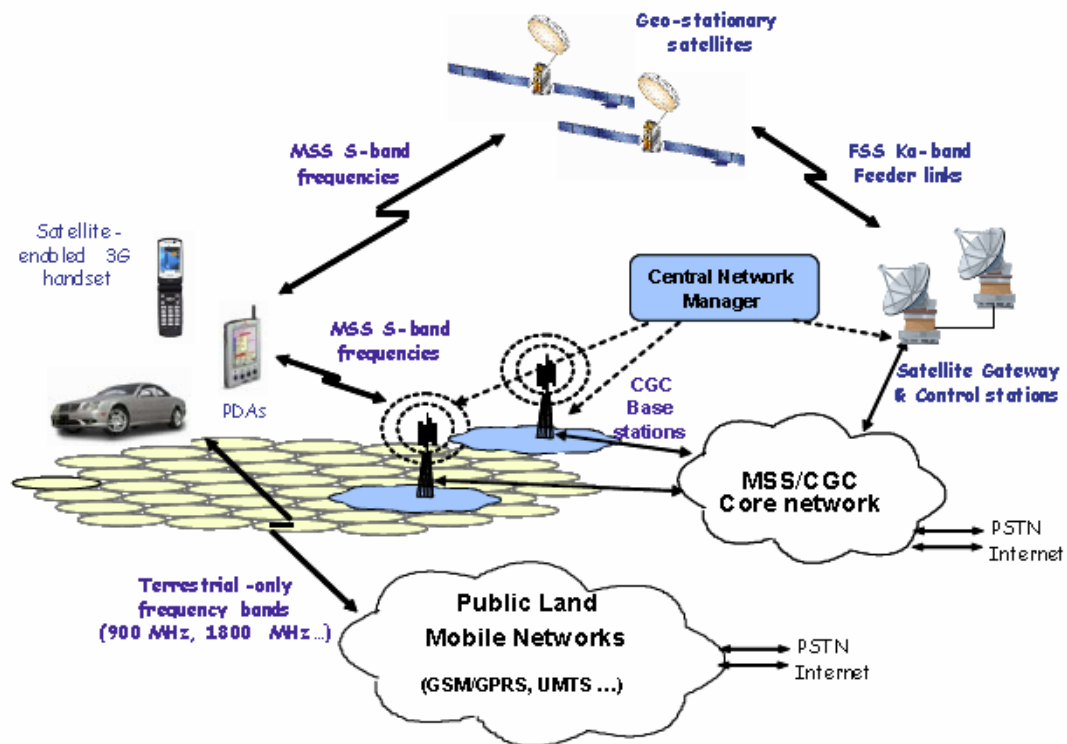 Geo-stationary
satellites
MSS S-band
frequencies
FSS Ka-band
Feeder links
Satellite-
enabled 3G
handset
Central Network
Manager
MSS S-band
frequencies
PDAs
CGC
Base
stations
Satellite Gateway
& Control stations
MSS/CGC
Core network
PSTN
Internet
Terrestrial-only
frequency bands
(900 MHz, 1800 MHz...)
Public Land
Mobile Networks
(GSM/GPRS, UMTS ...)
PSTN
Internet